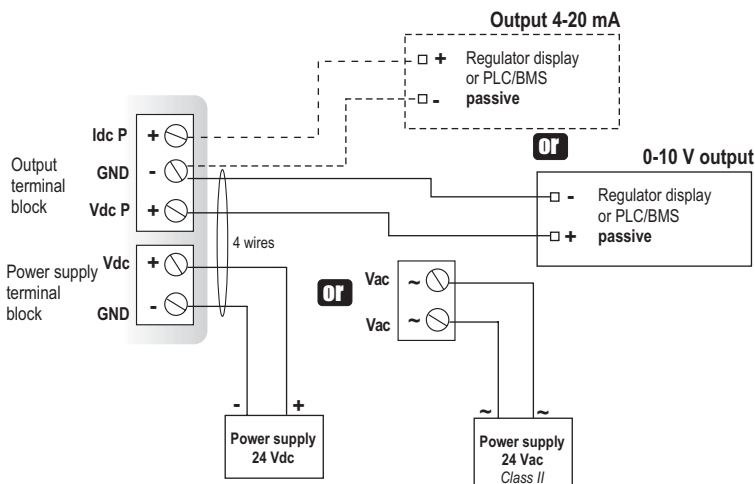 Output 4-20 mA
+ Regulator display
or PLC/BMS
- passive
or
0-10 V output
- Regulator display
or PLC/BMS
+ passive
Output
terminal
block
Idc P +
GND -
Vdc P +
4 wires
Power supply
terminal
block
Vdc +
GND -
or
Vac ~
Vac ~
- +
Power supply
24 Vdc
~ ~
Power supply
24 Vac
Class II